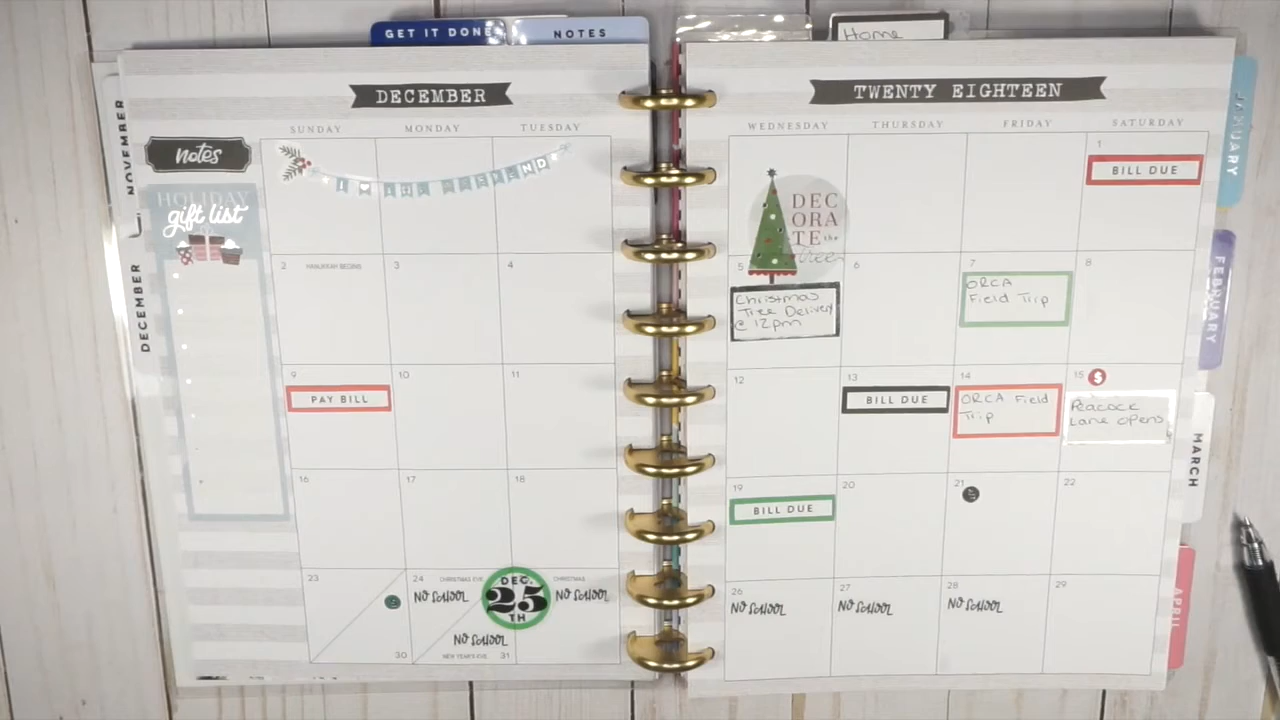 GET IT DONE
NOTES
Home
DECEMBER
TWENTY EIGHTEEN
NOVEMBER
DECEMBER
JANUARY
FEBRUARY
MARCH
APRIL
SUNDAY MONDAY TUESDAY
WEDNESDAY THURSDAY FRIDAY SATURDAY
notes
HOLIDAY
gift list
DEC
ORA
TE the
tree
1
BILL DUE
2 HANUKKAH BEGINS 3 4
5 6 7 8
Christmas
Tree Delivery
@ 12pm
ORCA
Field Trip
9 10 11
PAY BILL
12 13 14 15 $
BILL DUE
ORCA Field
Trip
Peacock
Lane opens
16 17 18
19 20 21 22
BILL DUE
23 24 CHRISTMAS EVE CHRISTMAS
NO SCHOOL
DEC.
25
TH
NO SCHOOL
NO SCHOOL
30 NEW YEAR'S EVE 31
26 27 28 29
NO SCHOOL NO SCHOOL NO SCHOOL